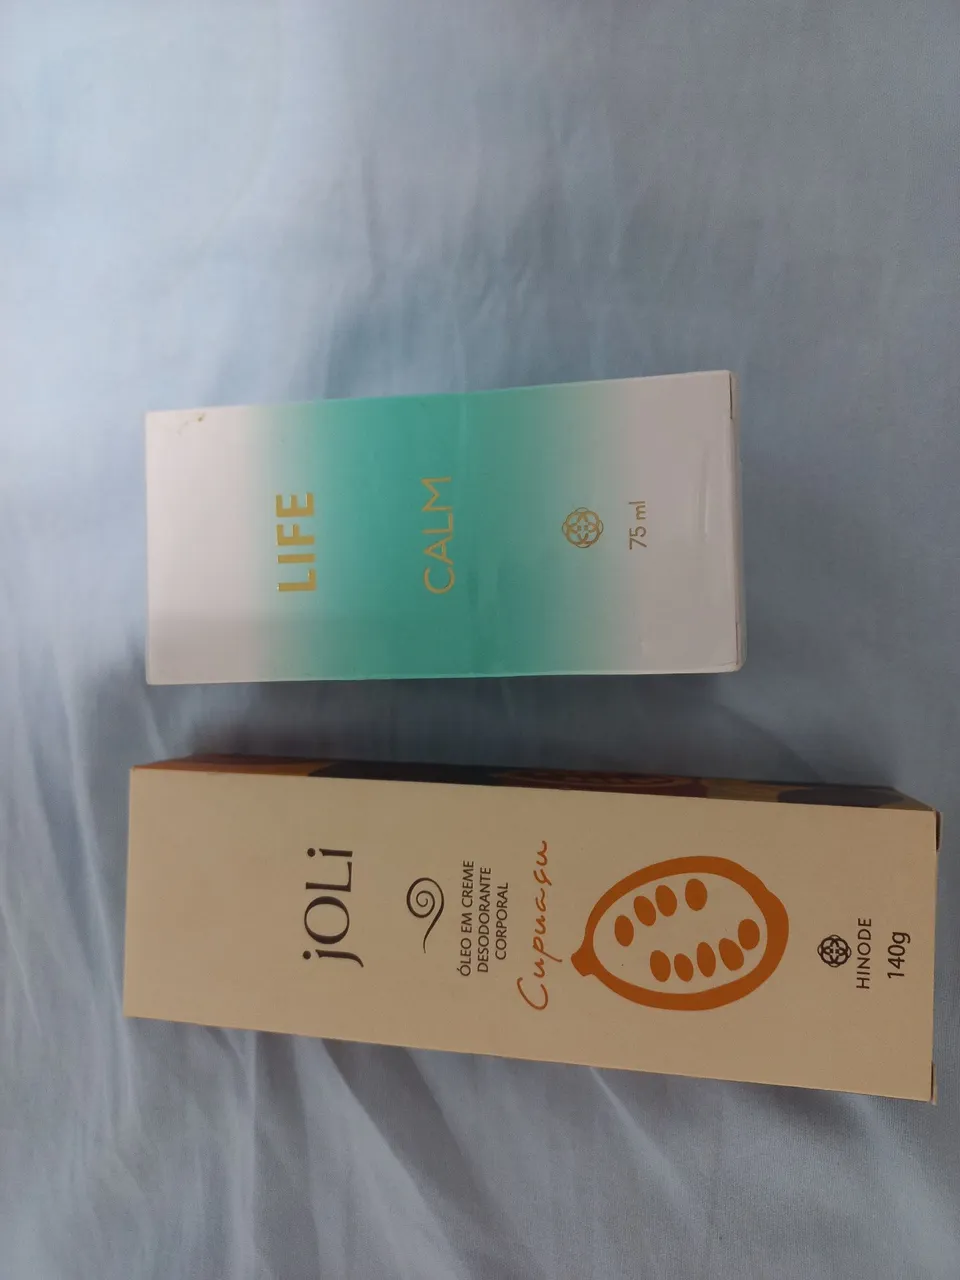 LIFE
CALM
75 ml
jOLi
ÓLEO EM CREME
DESODORANTE
CORPORAL
Cupuaçu
HINODE
140g